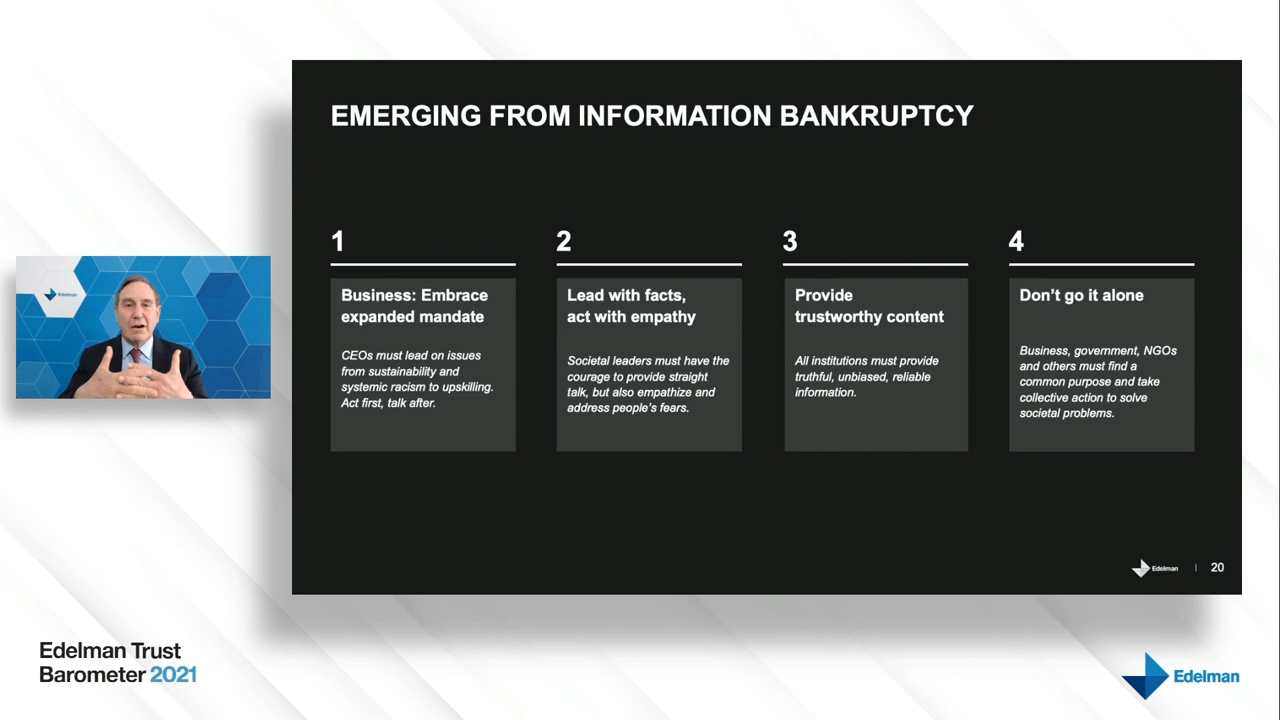 EMERGING FROM INFORMATION BANKRUPTCY
1
Business: Embrace
expanded mandate
CEOs must lead on issues
from sustainability and
systemic racism to upskilling.
Act first, talk after.
2
Lead with facts,
act with empathy
Societal leaders must have the
courage to provide straight
talk, but also empathize and
address people's fears.
3
Provide
trustworthy content
All institutions must provide
truthful, unbiased, reliable
information.
4
Don't go it alone
Business, government, NGOs
and others must find a
common purpose and take
collective action to solve
societal problems.
Edelman | 20
Edelman
Edelman Trust
Barometer 2021
Edelman